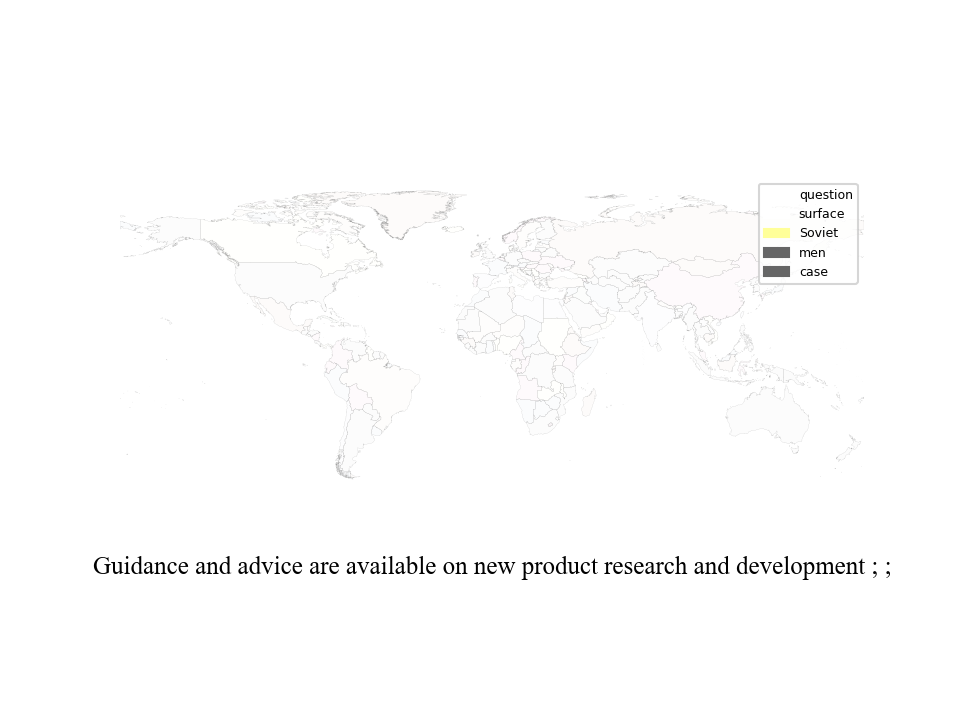 question
surface
Soviet
men
case
Guidance and advice are available on new product research and development ; ;